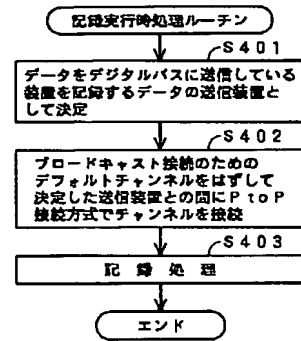 記録実行時処理ルーチン
S401
データをデジタルバスに送信している
装置を記録するデータの送信装置と
して決定
S402
ブロードキャスト接続のための
デフォルトチャンネルをはずして
決定した送信装置との間にPtoP
接続方式でチャンネルを接続
S403
記録処理
エンド